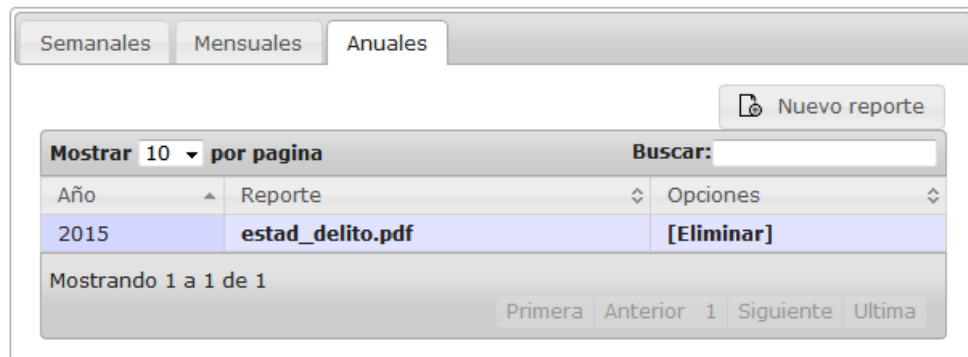 Semanales Mensuales Anuales
Nuevo reporte
Mostrar 10 por pagina Buscar:
Año Reporte Opciones
2015 estad_delito.pdf [Eliminar]
Mostrando 1 a 1 de 1
Primera Anterior 1 Siguiente Ultima